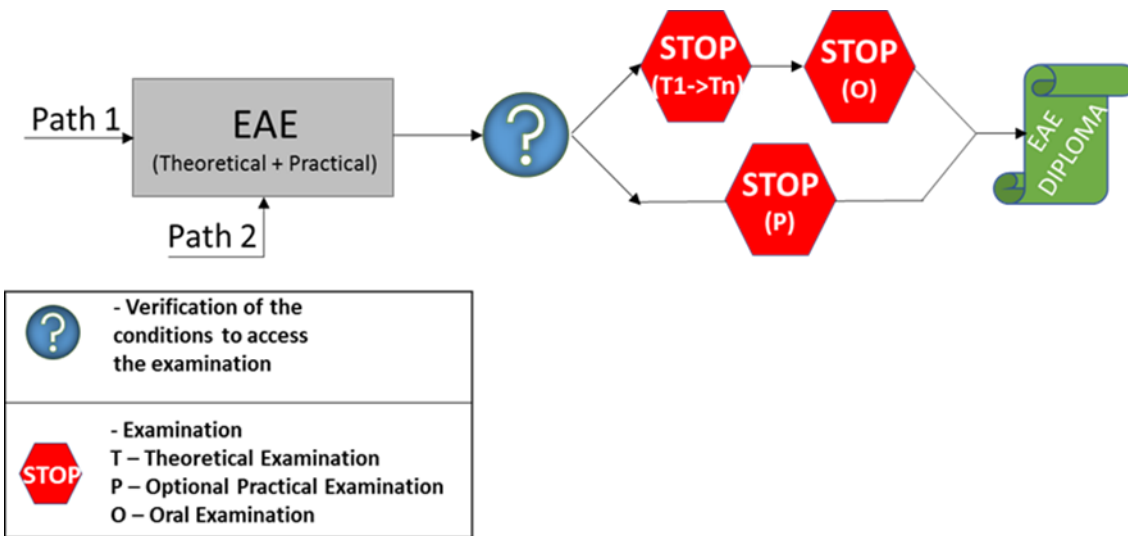 Path 1
EAE
(Theoretical + Practical)
Path 2
?
STOP
(T1->Tn)
STOP
(O)
STOP
(P)
EAE
DIPLOMA
?
- Verification of the
conditions to access
the examination
STOP
- Examination
T – Theoretical Examination
P – Optional Practical Examination
O – Oral Examination